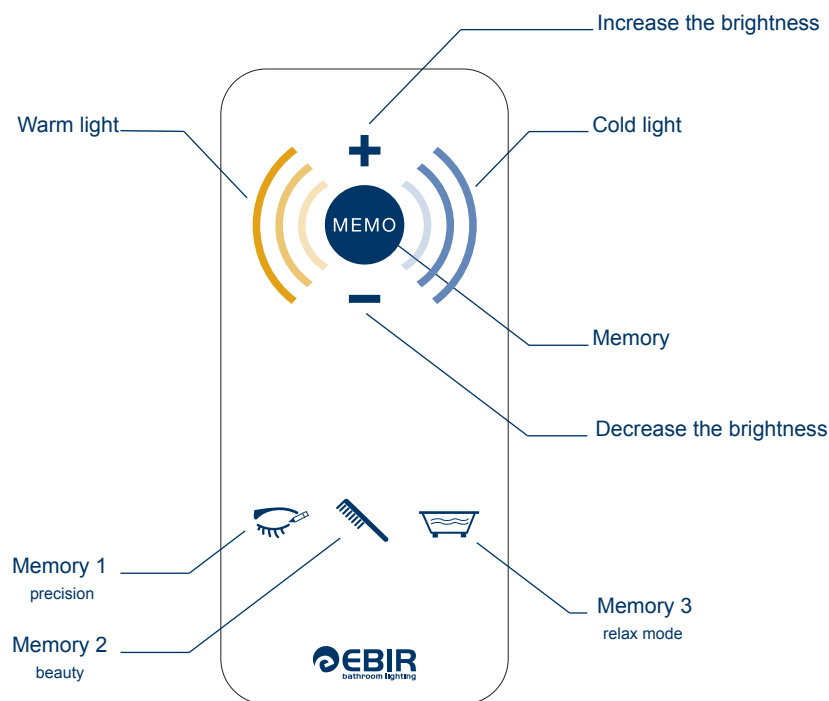 Increase the brightness
Warm light
Cold light
MEMO
Memory
Decrease the brightness
Memory 1
precision
Memory 2
beauty
Memory 3
relax mode
EBIR
bathroom lighting